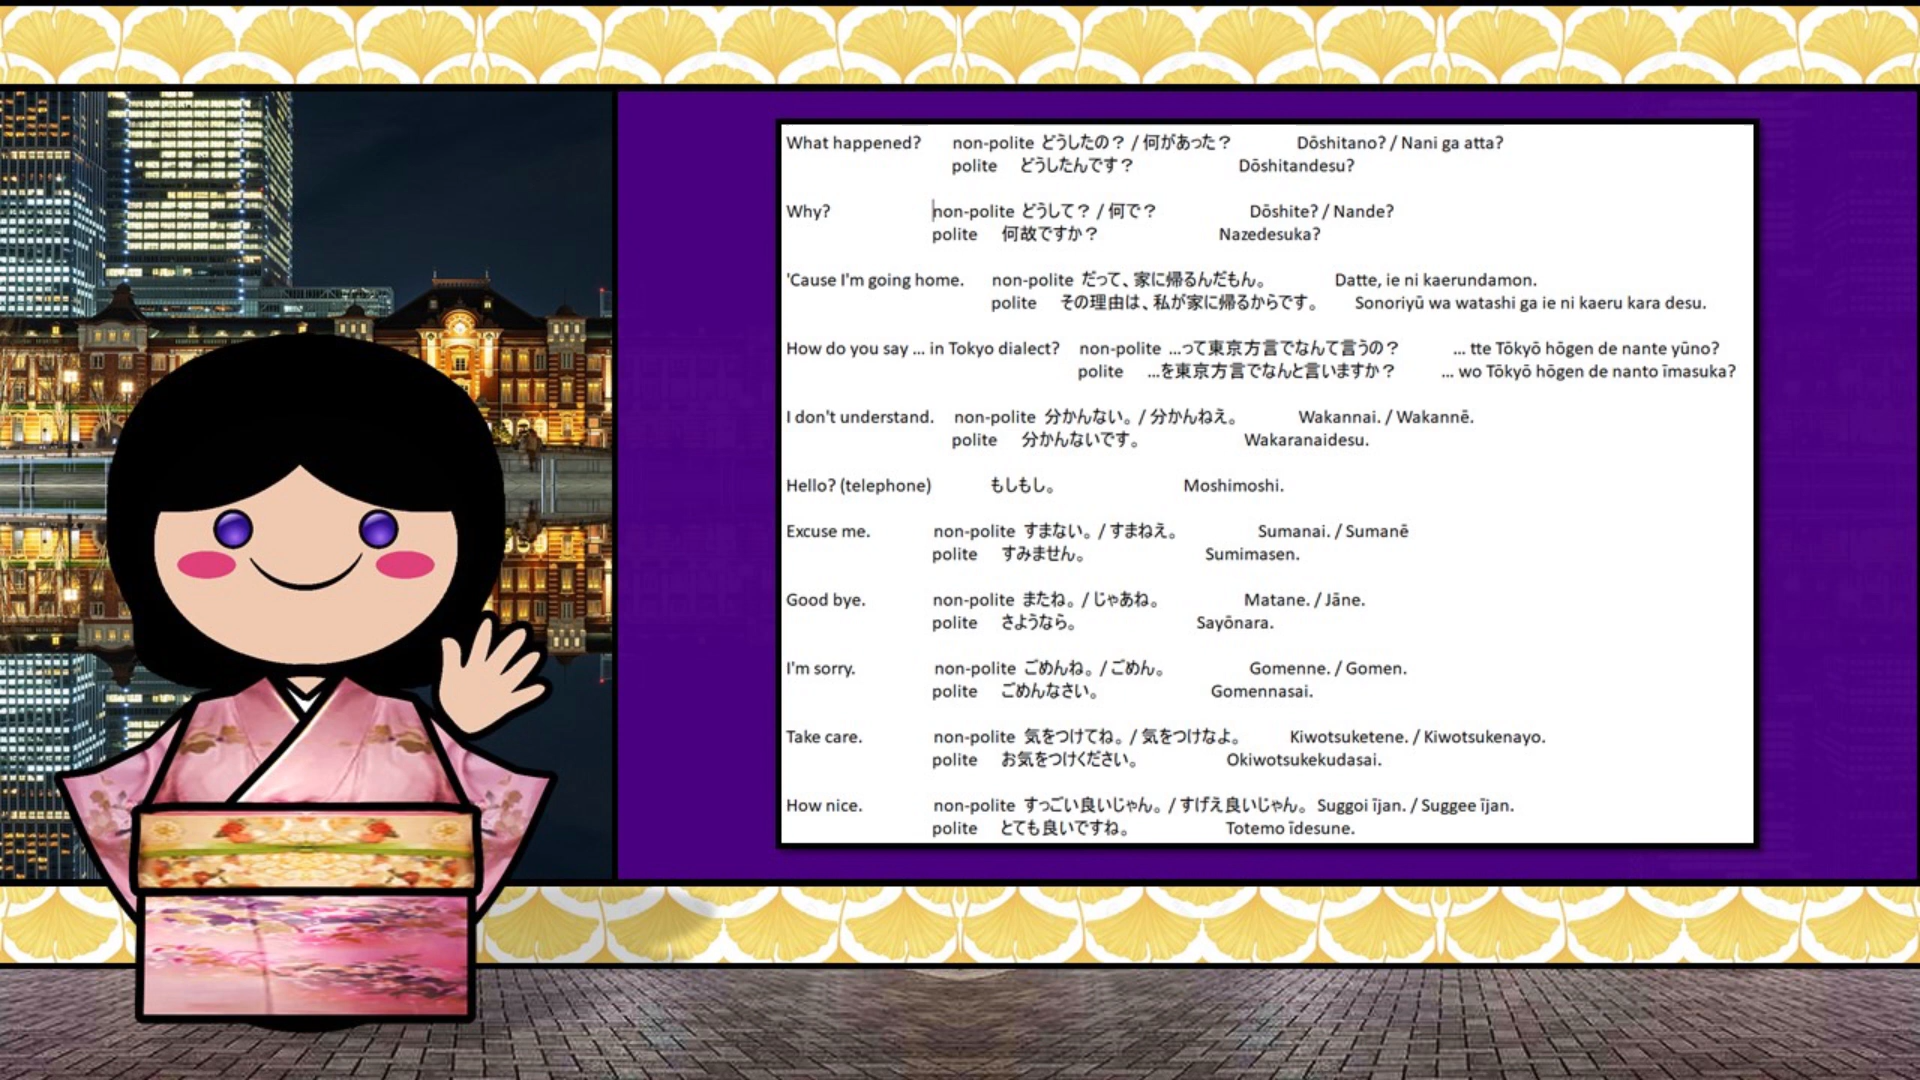 What happened? non-polite どうしたの？ / 何があった？ Dōshitano? / Nani ga atta?
polite どうしたんです？ Dōshitandesu?
Why? non-polite どうして？ / 何で？ Dōshite? / Nande?
polite 何故ですか？ Nazedesuka?
'Cause I'm going home. non-polite だって、家に帰るんだもん。 Datte, ie ni kaerundamon.
polite その理由は、私が家に帰るからです。 Sonoriyū wa watashi ga ie ni kaeru kara desu.
How do you say ... in Tokyo dialect? non-polite ...って東京方言でなんて言うの？ ... tte Tōkyō hōgen de nante yūno?
polite ...を東京方言でなんと言いますか？ ... wo Tōkyō hōgen de nanto īmasuka?
I don't understand. non-polite 分かんない。 / 分かんねえ。 Wakannai. / Wakannē.
polite 分かんないです。 Wakaranaidesu.
Hello? (telephone) もしもし。 Moshimoshi.
Excuse me. non-polite すまない。 / すまねえ。 Sumanai. / Sumanē
polite すみません。 Sumimasen.
Good bye. non-polite またね。 / じゃあね。 Matane. / Jāne.
polite さようなら。 Sayōnara.
I'm sorry. non-polite ごめんね。 / ごめん。 Gomenne. / Gomen.
polite ごめんなさい。 Gomennasai.
Take care. non-polite 気をつけてね。 / 気をつけなよ。 Kiwotsuketene. / Kiwotsukenayo.
polite お気をつけください。 Okiwotsukekudasai.
How nice. non-polite すっごい良いじゃん。 / すげえ良いじゃん。 Suggoi ījan. / Suggee ījan.
polite とても良いですね。 Totemo īdesune.